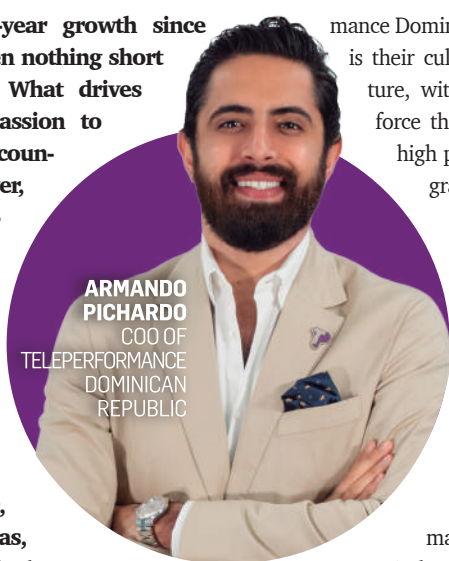 -year growth since
n nothing short
What drives
assion to
coun-
er,
ARMANDO
PICHARDO
COO OF
TELEPERFORMANCE
DOMINICAN
REPUBLIC
as,
mance Domin
is their cul
ture, wit
force th
high p
gra
ma